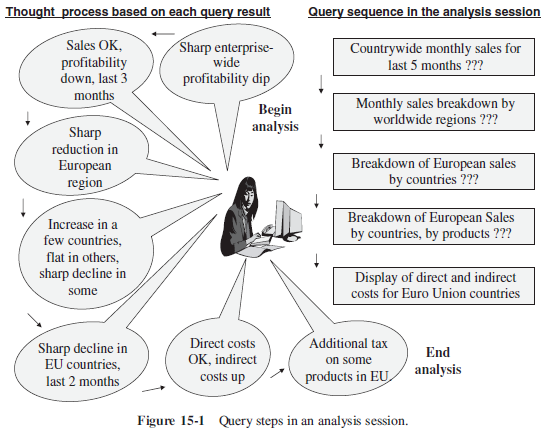 Thought process based on each query result
Query sequence in the analysis session
Sales OK,
profitability
down, last 3
months
Sharp enterprise-
wide
profitability dip
Begin
analysis
Sharp
reduction in
European
region
Increase in a
few countries,
flat in others,
sharp decline in
some
Sharp decline in
EU countries,
last 2 months
Direct costs
OK, indirect
costs up
Additional tax
on some
products in EU
End
analysis
Countrywide monthly sales for
last 5 months ???
Monthly sales breakdown by
worldwide regions ???
Breakdown of European sales
by countries ???
Breakdown of European Sales
by countries, by products ???
Display of direct and indirect
costs for Euro Union countries
Figure 15-1 Query steps in an analysis session.